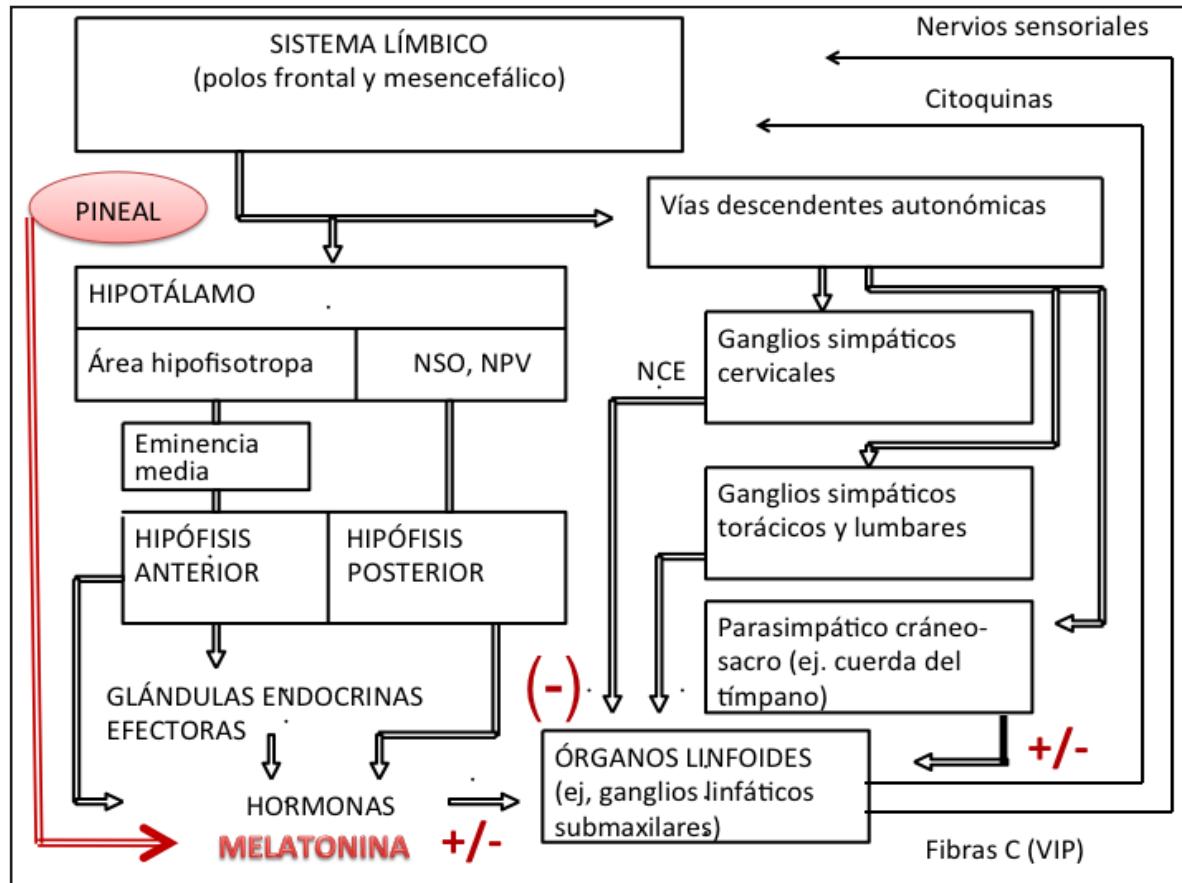 SISTEMA LÍMBICO
(polos frontal y mesencefálico)
Nervios sensoriales
Citoquinas
PINEAL
Vías descendentes autonómicas
HIPOTÁLAMO
Área hipofisotropa
NSO, NPV
NCE
Ganglios simpáticos
cervicales
Eminencia
media
Ganglios simpáticos
torácicos y lumbares
HIPÓFISIS
ANTERIOR
HIPÓFISIS
POSTERIOR
Parasimpático cráneo-
sacro (ej. cuerda del
tímpano)
GLÁNDULAS ENDOCRINAS
EFECTORAS
(-)
+/-
ÓRGANOS LINFOIDES
(ej, ganglios linfáticos
submaxilares)
HORMONAS
MELATONINA
+/-
Fibras C (VIP)